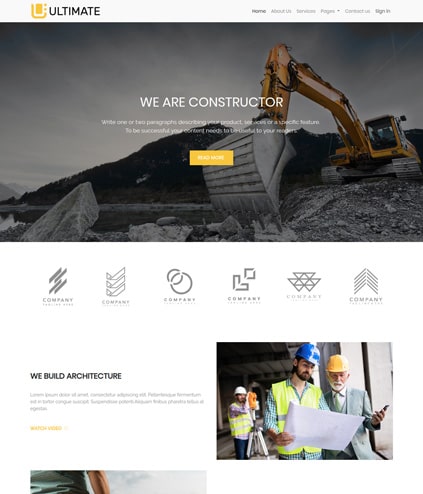 ULTIMATE
Home About Us Services Pages Contact us Sign In
WE ARE CONSTRUCTOR
Write one or two paragraphs describing your product, services or a specific feature.
To be successful your content needs to be useful to your readers.
READ MORE
COMPANY COMPANY COMPANY COMPANY COMPANY COMPANY
WE BUILD ARCHITECTURE
Lorem ipsum dolor sit amet, consectetur adipiscing elit. Pellentesque fermentum
est in tortor congue suscipit. Suspendisse potenti finibus pharetra tellus at
egestas.
WATCH VIDEO